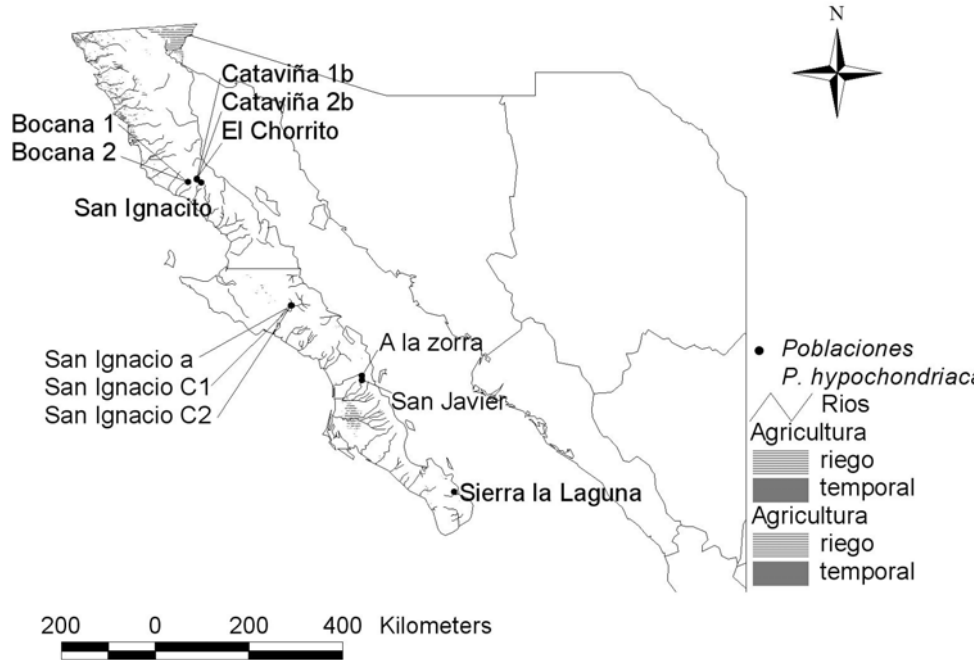 N
Cataviña 1b
Cataviña 2b
El Chorrito
Bocana 1
Bocana 2
San Ignacito
A la zorra
San Ignacio a
San Ignacio C1
San Ignacio C2
San Javier
Sierra la Laguna
Poblaciones
P. hypochondriaca
Rios
Agricultura
riego
temporal
Agricultura
riego
temporal
200 0 200 400 Kilometers